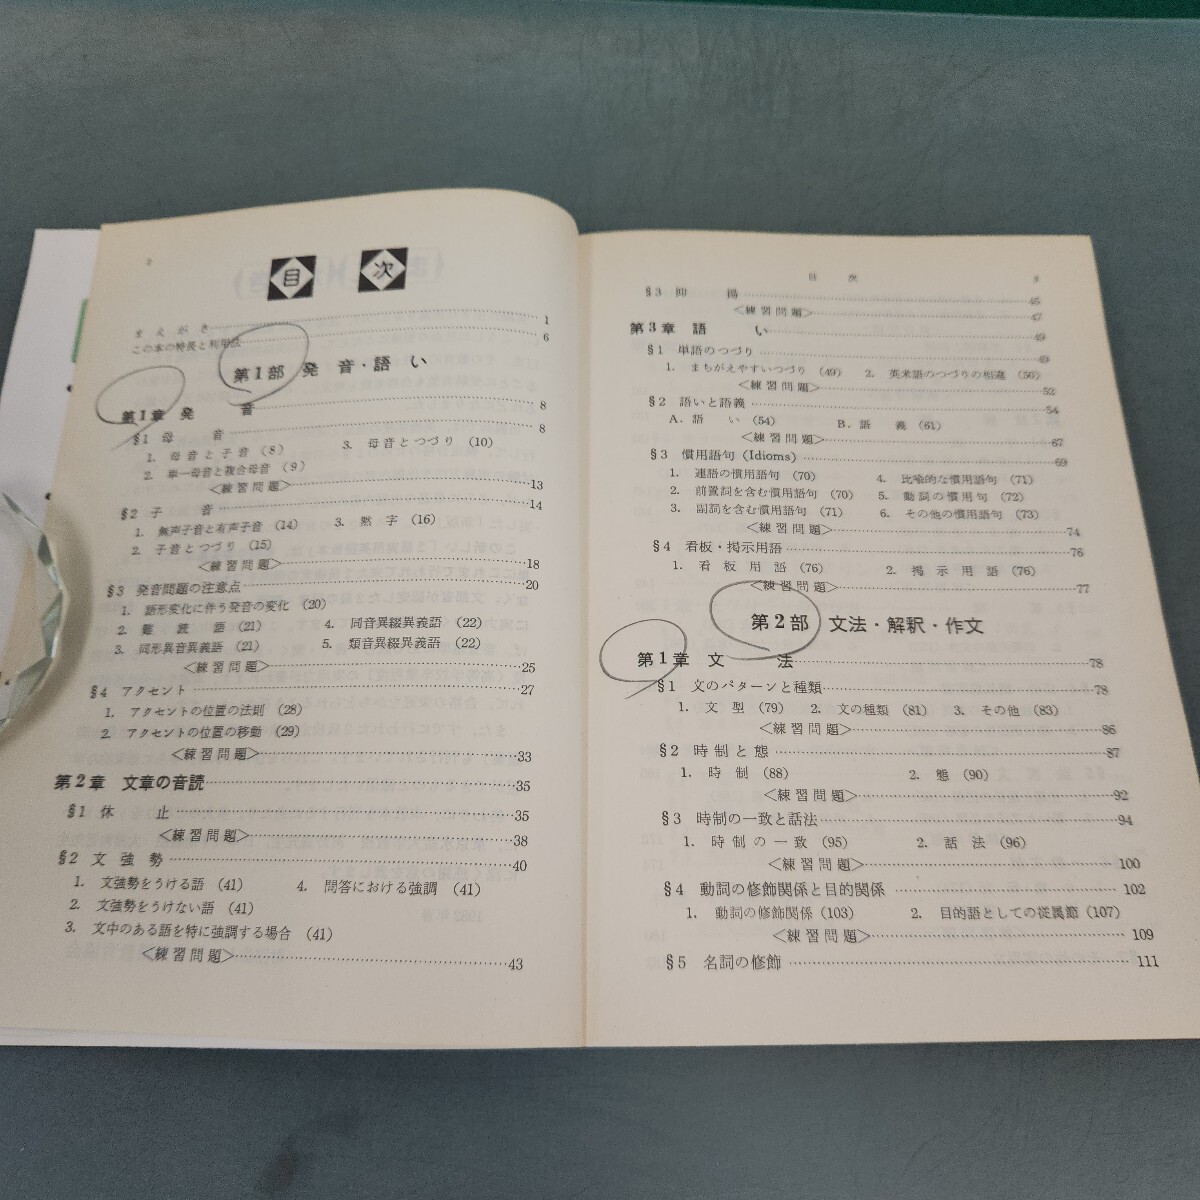 2
目次
まえがき 1
この本の特長と利用法 6
第1部 発音・語い
第1章 発音 8
§1 母音 8
1. 母音と子音 (8) 3. 母音とつづり (10)
2. 単一母音と複合母音 (9)
<練習問題> 13
§2 子音 14
1. 無声子音と有声子音 (14) 3. 黙字 (16)
2. 子音とつづり (15)
<練習問題> 18
§3 発音問題の注意点 20
1. 語形変化に伴う発音の変化 (20)
2. 難読語 (21) 4. 同音異綴異義語 (22)
3. 同形異音異義語 (21) 5. 類音異綴異義語 (22)
<練習問題> 25
§4 アクセント 27
1. アクセントの位置の法則 (28)
2. アクセントの位置の移動 (29)
<練習問題> 33
第2章 文章の音読 35
§1 休止 35
<練習問題> 38
§2 文強勢 40
1. 文強勢をうける語 (41) 4. 問答における強調 (41)
2. 文強勢をうけない語 (41)
3. 文中のある語を特に強調する場合 (41)
<練習問題> 43
目次 3
§3 抑揚 45
<練習問題> 47
第3章 語い 49
§1 単語のつづり 49
1. まちがえやすいつづり (49) 2. 英米語のつづりの相違 (50)
<練習問題> 52
§2 語いと語義 54
A. 語い (54) B. 語義 (61)
<練習問題> 67
§3 慣用語句 (Idioms) 69
1. 連語の慣用語句 (70) 4. 比喩的な慣用語句 (71)
2. 前置詞を含む慣用語句 (70) 5. 動詞の慣用句 (72)
3. 副詞を含む慣用語句 (71) 6. その他の慣用語句 (73)
<練習問題> 74
§4 看板・掲示用語 76
1. 看板用語 (76) 2. 掲示用語 (76)
<練習問題> 77
第2部 文法・解釈・作文
第1章 文法 78
§1 文のパターンと種類 78
1. 文型 (79) 2. 文の種類 (81) 3. その他 (83)
<練習問題> 86
§2 時制と態 87
1. 時制 (88) 2. 態 (90)
<練習問題> 92
§3 時制の一致と話法 94
1. 時制の一致 (95) 2. 話法 (96)
<練習問題> 100
§4 動詞の修飾関係と目的関係 102
1. 動詞の修飾関係 (103) 2. 目的語としての従属節 (107)
<練習問題> 109
§5 名詞の修飾 111